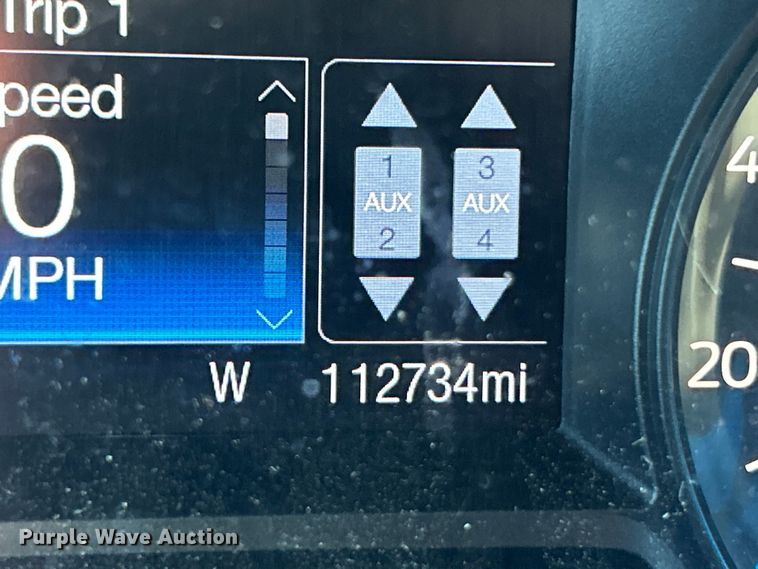 Trip 1
peed
0
MPH
1 3
AUX AUX
2 4
W 112734mi
4
20
Purple Wave Auction